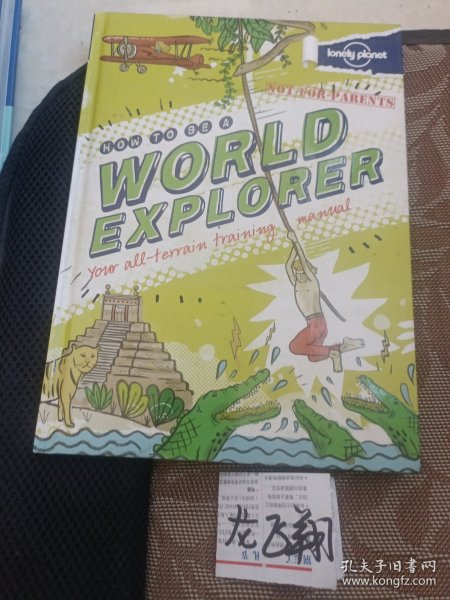 lonely planet
NOT-FOR-PARENTS
HOW TO BE A
WORLD
EXPLORER
Your all-terrain training manual
龙飞翔
孔夫子旧书网
www.kongfz.com